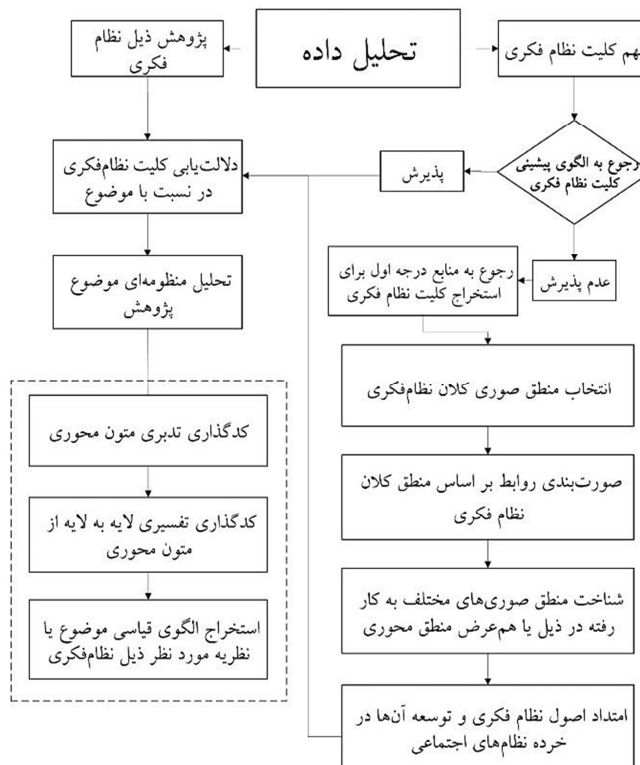 تحلیل داده
فهم کلیت نظام فکری
رجوع به الگوی پیشینی
کلیت نظام فکری
پذیرش
عدم پذیرش
رجوع به منابع درجه اول برای
استخراج کلیت نظام فکری
انتخاب منطق صوری کلان نظام‌فکری
صورت‌بندی روابط بر اساس منطق کلان
نظام فکری
شناخت منطق صوری‌های مختلف به کار
رفته در ذیل یا هم‌عرض منطق محوری
امتداد اصول نظام فکری و توسعه آن‌ها در
خرده نظام‌های اجتماعی
پژوهش ذیل نظام
فکری
دلالت‌یابی کلیت نظام‌فکری
در نسبت با موضوع
تحلیل منظومه‌ای موضوع
پژوهش
کدگذاری تدبری متون محوری
کدگذاری تفسیری لایه به لایه از
متون محوری
استخراج الگوی قیاسی موضوع یا
نظریه مورد نظر ذیل نظام‌فکری